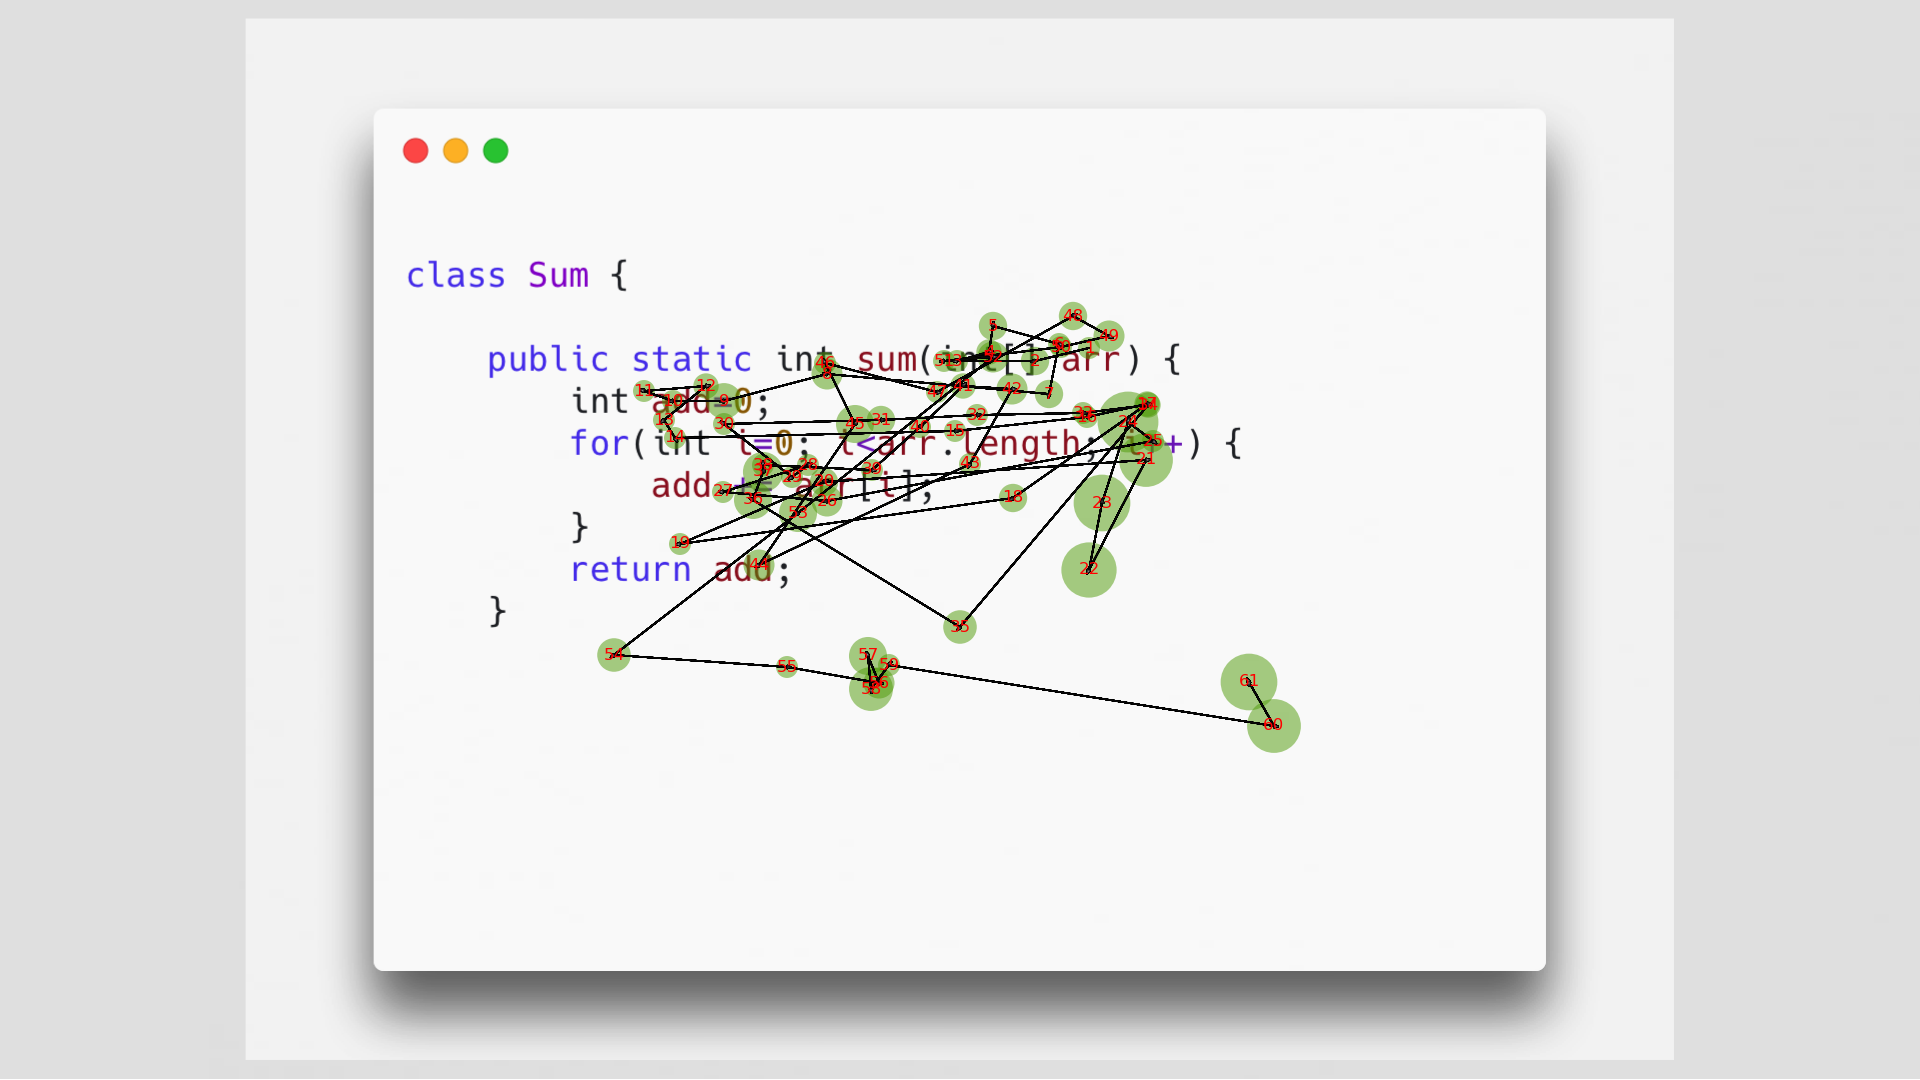 class Sum {
public static int sum(int[] arr) {
int add=0;
for(int i=0; i<arr.length; i++) {
add += arr[i];
}
return add;
}